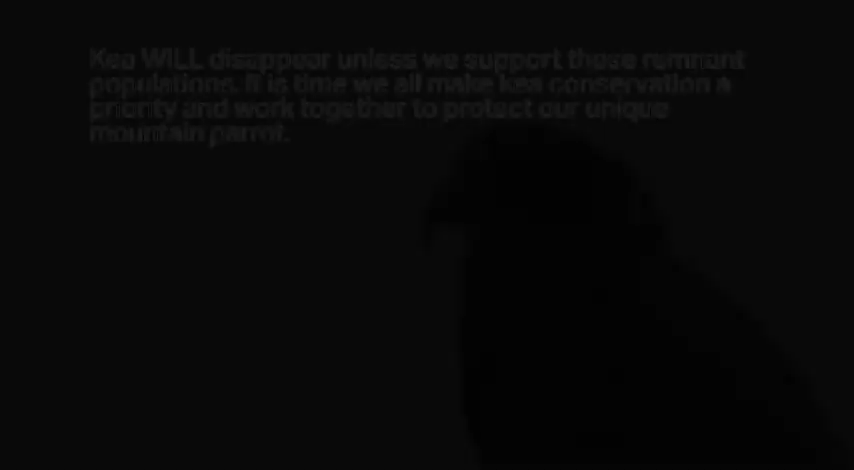 Kea WILL disappear unless we support these remnant
populations. It is time we all make kea conservation a
priority and work together to protect our unique
mountain parrot.